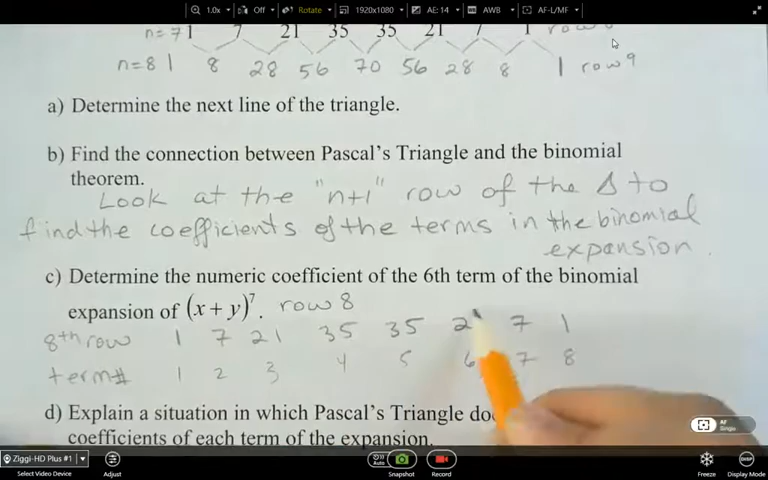 1.0x Off Rotate 1920x1080 AE: 14 AWB AF-L/MF
n=7 1 7 21 35 35 21 7 1 row
n=8 1 8 28 56 70 56 28 8 1 row 9
a) Determine the next line of the triangle.
b) Find the connection between Pascal's Triangle and the binomial
theorem.
Look at the "n+1" row of the Δ to
find the coefficients of the terms in the binomial
expansion.
c) Determine the numeric coefficient of the 6th term of the binomial
expansion of (x + y)⁷. row 8
8th row 1 7 21 35 35 2 7 1
term# 1 2 3 4 5 6 7 8
d) Explain a situation in which Pascal's Triangle do
coefficients of each term of the expansion.
AF
Single
Ziggi-HD Plus #1
Select Video Device Adjust Auto Snapshot Record Freeze DISP Display Mode